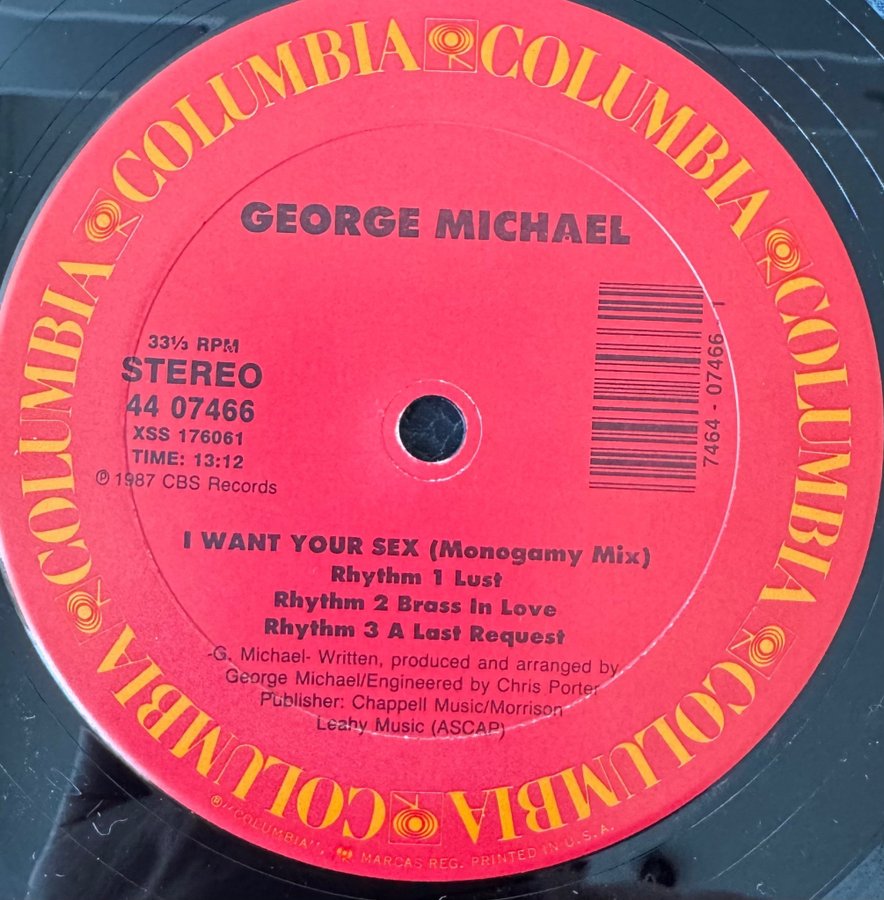 COLUMBIA COLUMBIA COLUMBIA COLUMBIA COLUMBIA COLUMBIA COLUMBIA COLUMBIA
GEORGE MICHAEL
33⅓ RPM
STEREO
44 07466
XSS 176061
TIME: 13:12
℗ 1987 CBS Records
7464 - 07466 - 1
I WANT YOUR SEX (Monogamy Mix)
Rhythm 1 Lust
Rhythm 2 Brass In Love
Rhythm 3 A Last Request
-G. Michael- Written, produced and arranged by
George Michael/Engineered by Chris Porter
Publisher: Chappell Music/Morrison
Leahy Music (ASCAP)
® "COLUMBIA", MARCAS REG. PRINTED IN U.S.A.